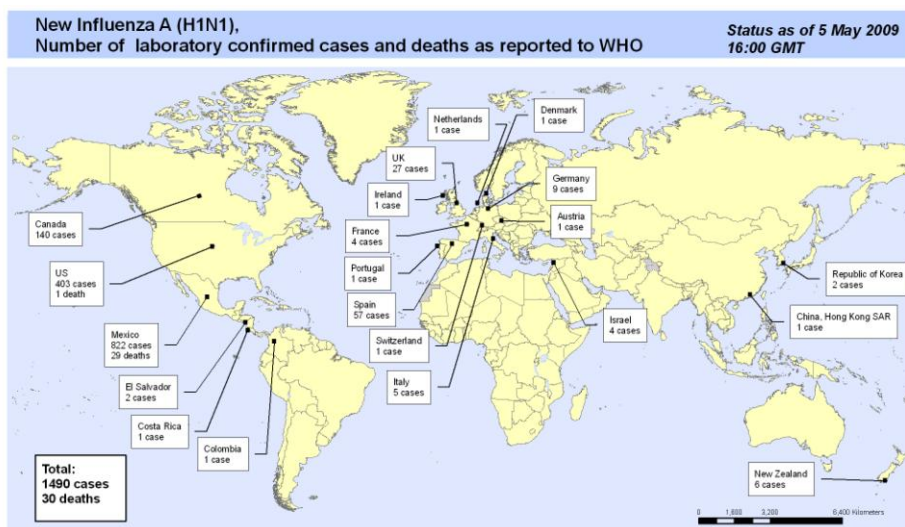 New Influenza A (H1N1),
Number of laboratory confirmed cases and deaths as reported to WHO
Status as of 5 May 2009
16:00 GMT
Netherlands
1 case
Denmark
1 case
UK
27 cases
Germany
9 cases
Ireland
1 case
Austria
1 case
Canada
140 cases
France
4 cases
US
403 cases
1 death
Portugal
1 case
Republic of Korea
2 cases
Spain
57 cases
Israel
4 cases
China, Hong Kong SAR
1 case
Mexico
822 cases
29 deaths
Switzerland
1 case
El Salvador
2 cases
Italy
5 cases
Costa Rica
1 case
Colombia
1 case
Total:
1490 cases
30 deaths
New Zealand
6 cases
0 1,600 3,200 6,400 Kilometers